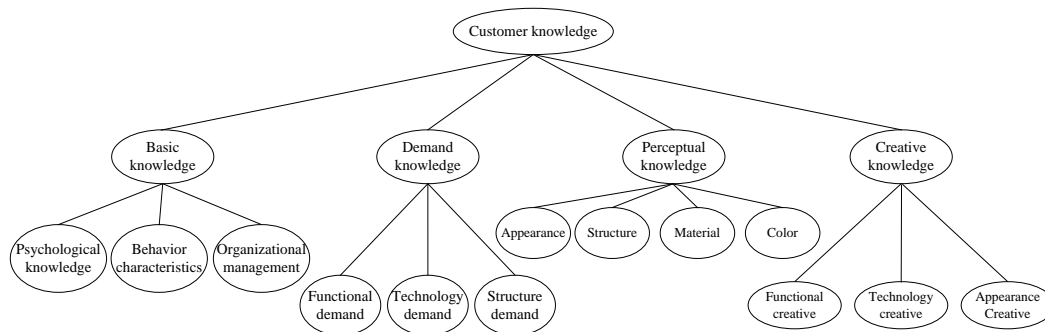 Customer knowledge
Basic
knowledge
Demand
knowledge
Perceptual
knowledge
Creative
knowledge
Psychological
knowledge
Behavior
characteristics
Organizational
management
Appearance
Structure
Material
Color
Functional
demand
Technology
demand
Structure
demand
Functional
creative
Technology
creative
Appearance
Creative